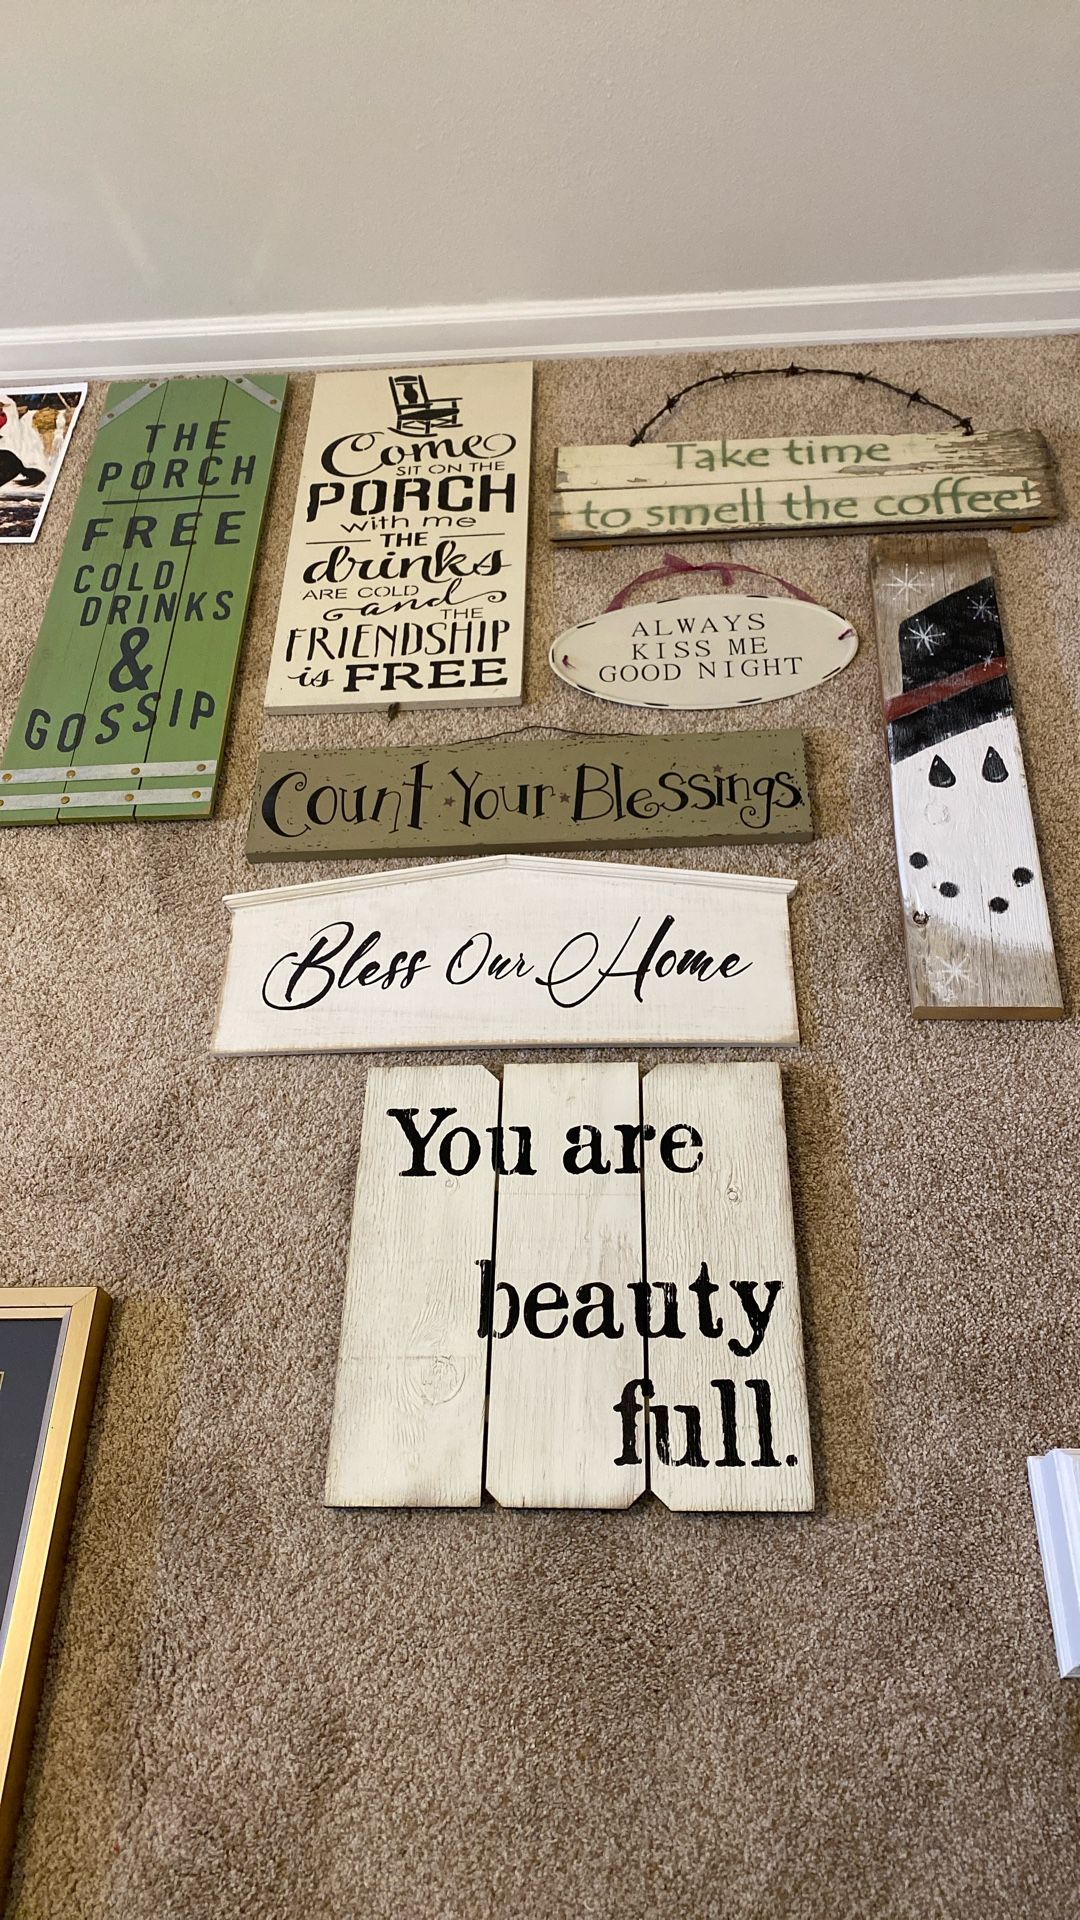 THE
PORCH
FREE
COLD
DRINKS
&
GOSSIP
Come
SIT ON THE
PORCH
with me
THE
drinks
ARE COLD
and THE
FRIENDSHIP
is FREE
Take time
to smell the coffee!
ALWAYS
KISS ME
GOOD NIGHT
Count Your Blessings
Bless Our Home
You are
beauty
full.